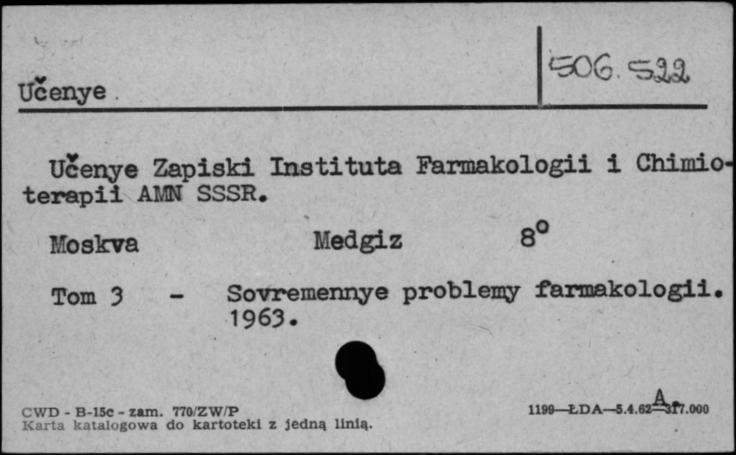 506.522
Učenye.
Učenye Zapiski Instituta Farmakologii i Chimio-
terapii AMN SSSR.
Moskva Medgiz 8°
Tom 3 - Sovremennye problemy farmakologii.
1963.
A.
CWD - B-15c - zam. 770/ZW/P 1199—ŁDA—5.4.62—317.000
Karta katalogowa do kartoteki z jedną linią.